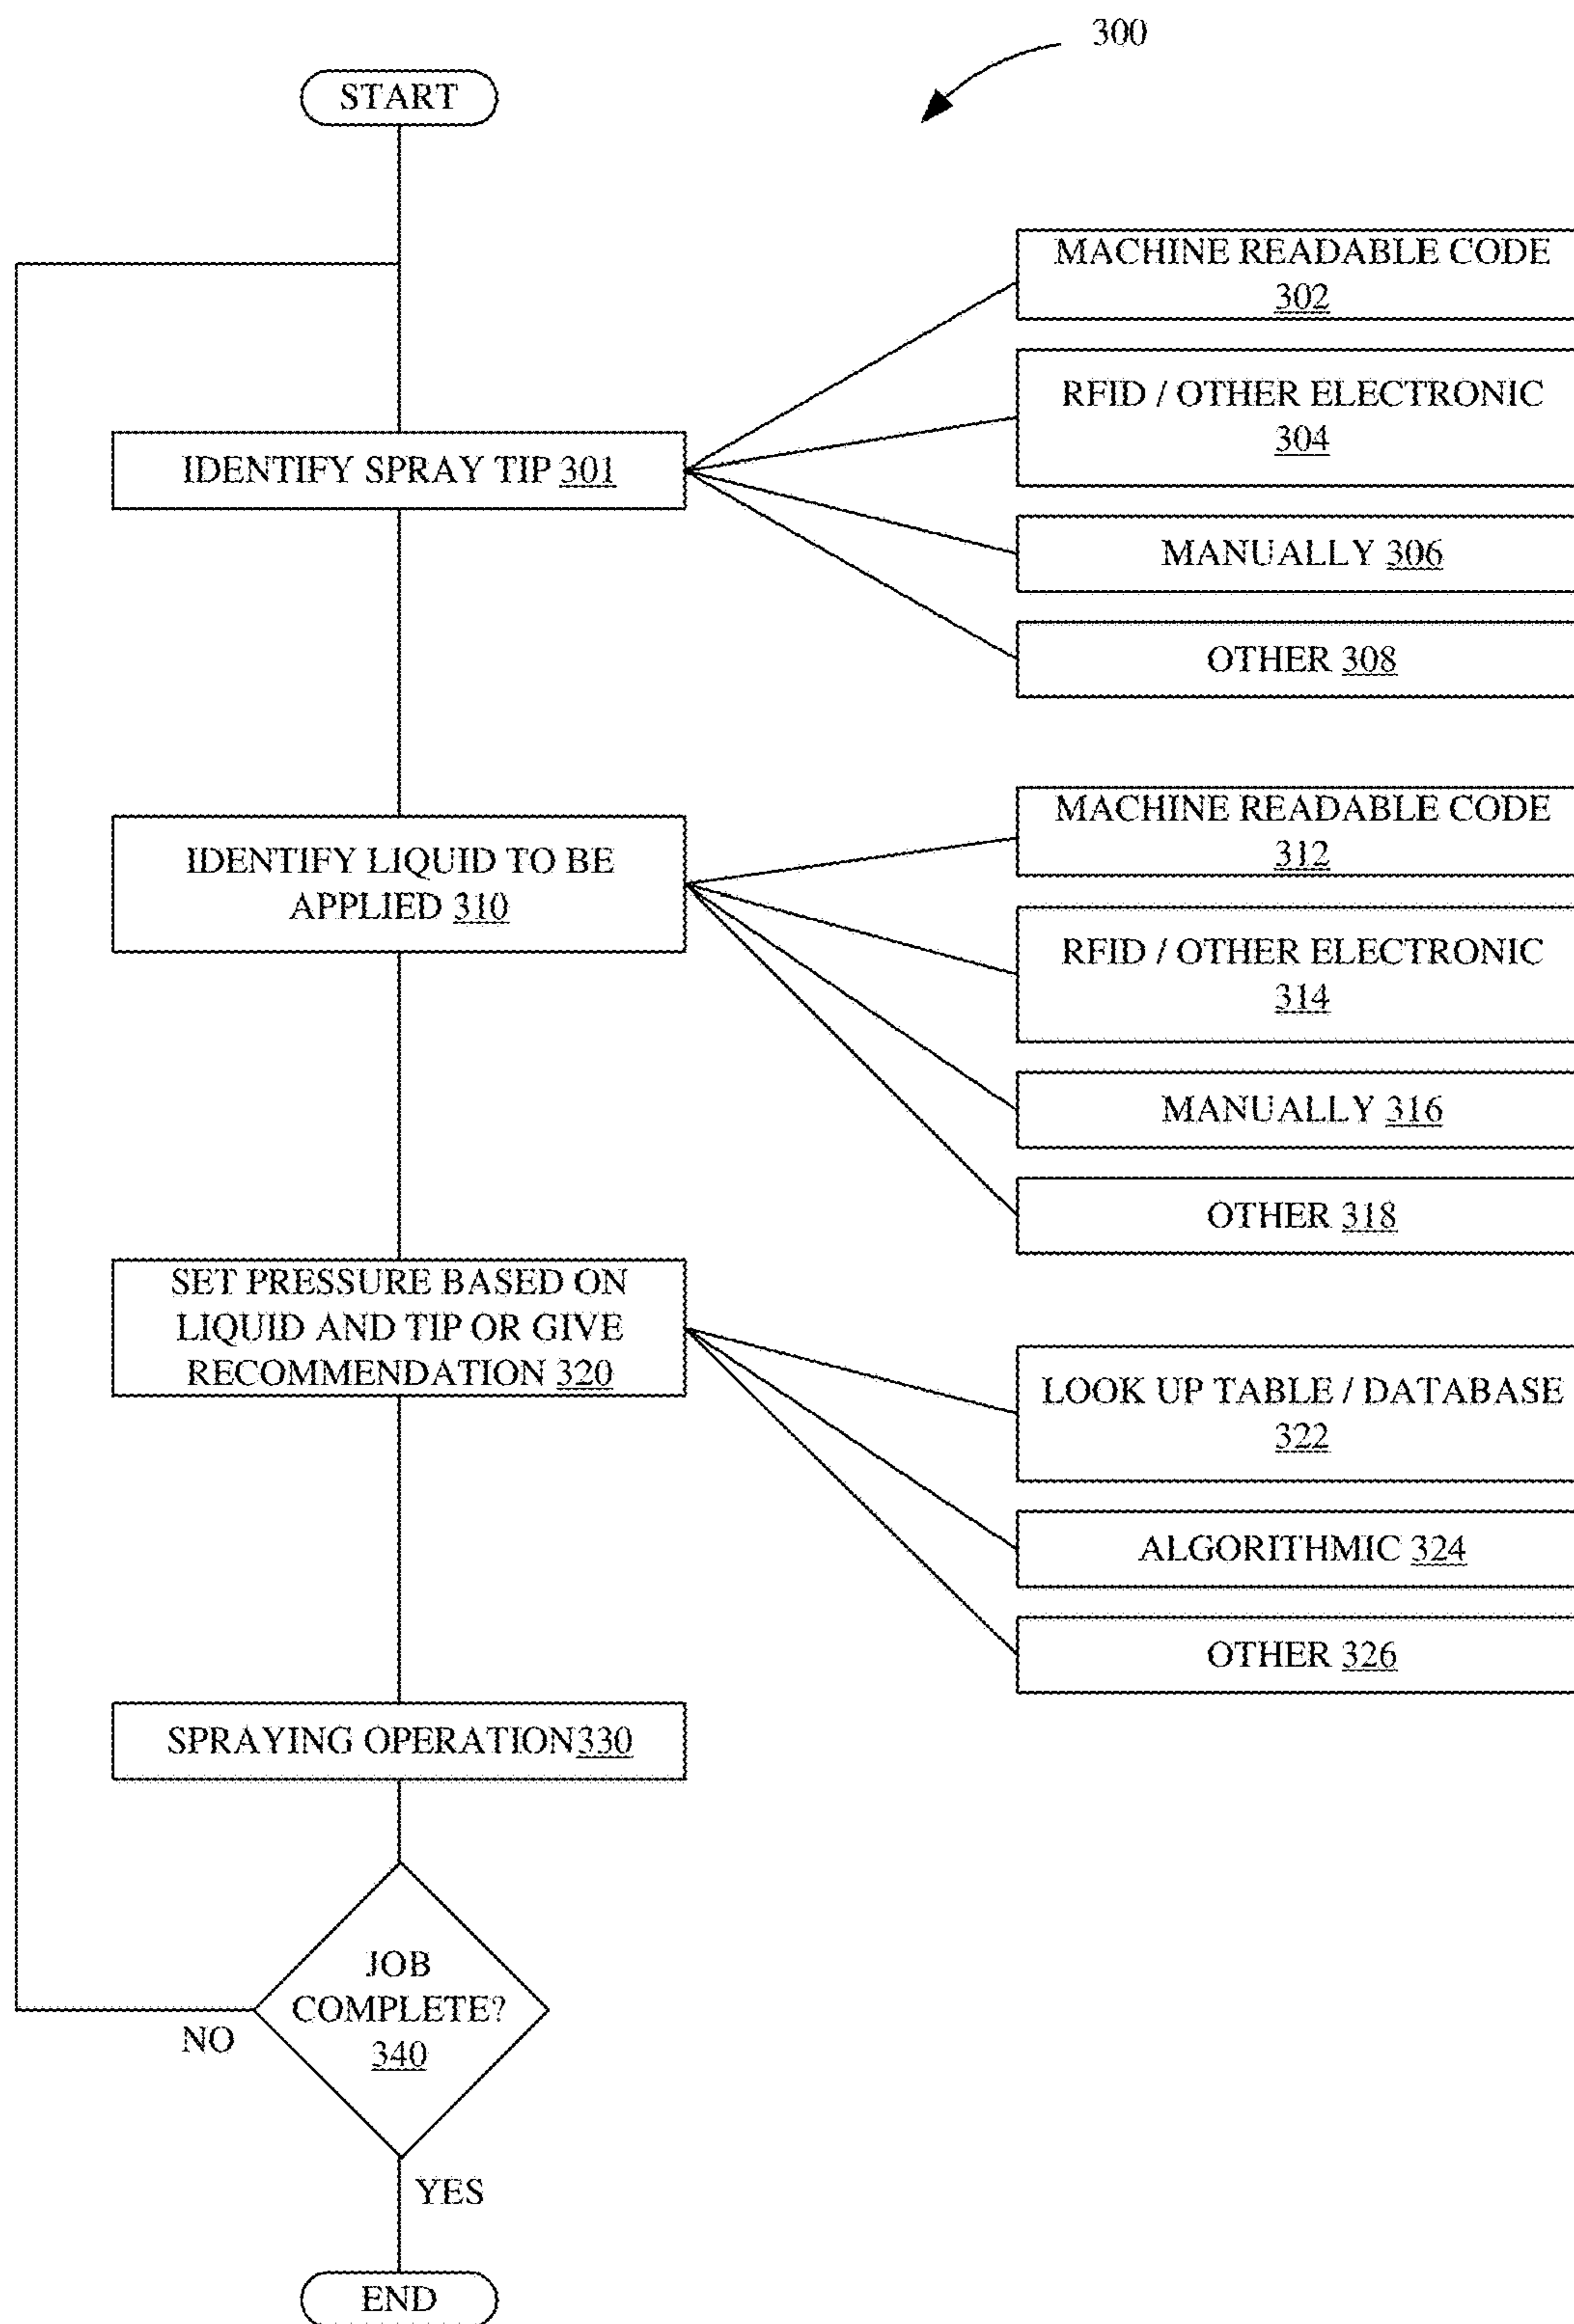 300
START
MACHINE READABLE CODE
302
RFID / OTHER ELECTRONIC
304
IDENTIFY SPRAY TIP 301
MANUALLY 306
OTHER 308
MACHINE READABLE CODE
312
IDENTIFY LIQUID TO BE
APPLIED 310
RFID / OTHER ELECTRONIC
314
MANUALLY 316
OTHER 318
SET PRESSURE BASED ON
LIQUID AND TIP OR GIVE
RECOMMENDATION 320
LOOK UP TABLE / DATABASE
322
ALGORITHMIC 324
OTHER 326
SPRAYING OPERATION330
JOB
COMPLETE?
340
NO
YES
END